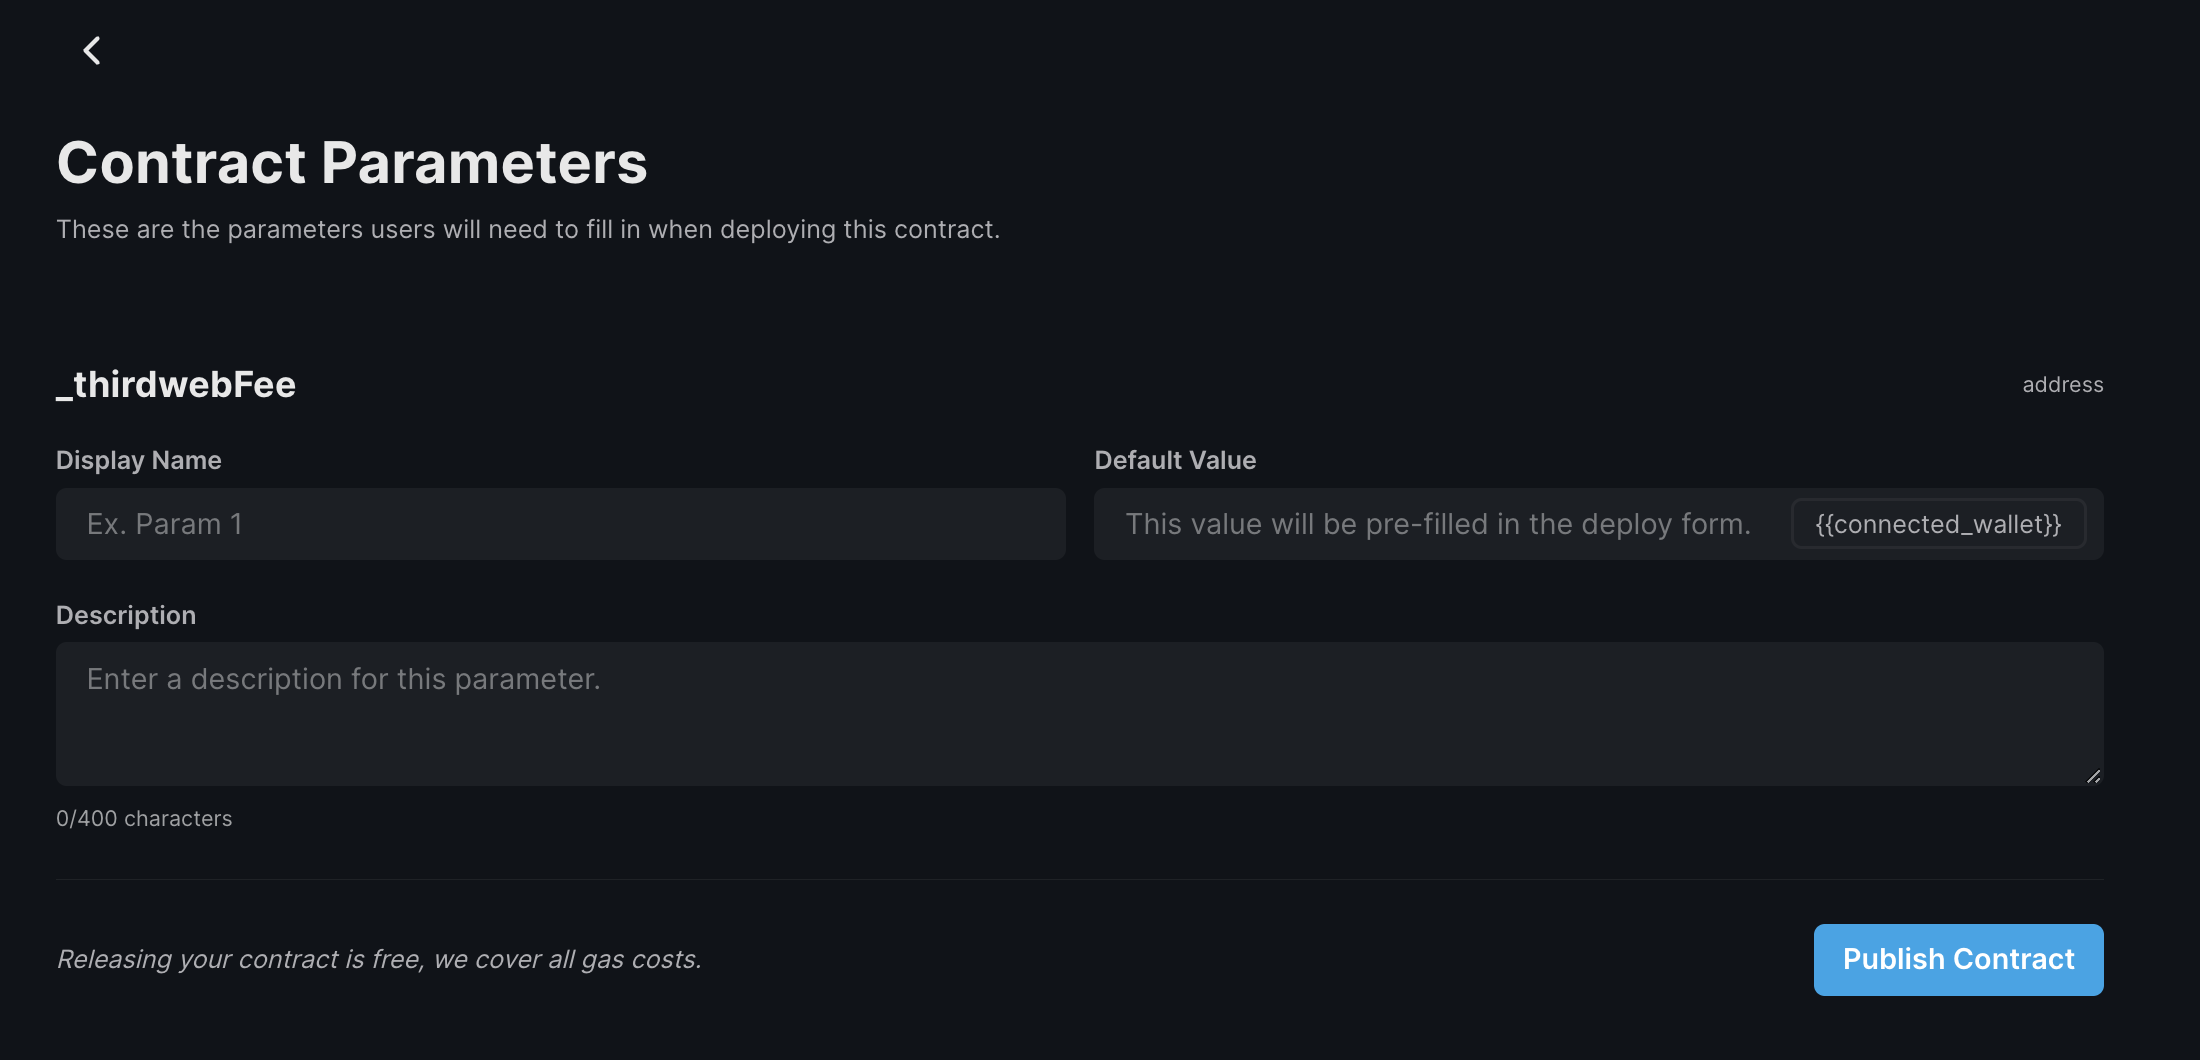 Contract Parameters
These are the parameters users will need to fill in when deploying this contract.
_thirdwebFee
address
Display Name
Default Value
Ex. Param 1
This value will be pre-filled in the deploy form.
{{connected_wallet}}
Description
Enter a description for this parameter.
0/400 characters
Releasing your contract is free, we cover all gas costs.
Publish Contract